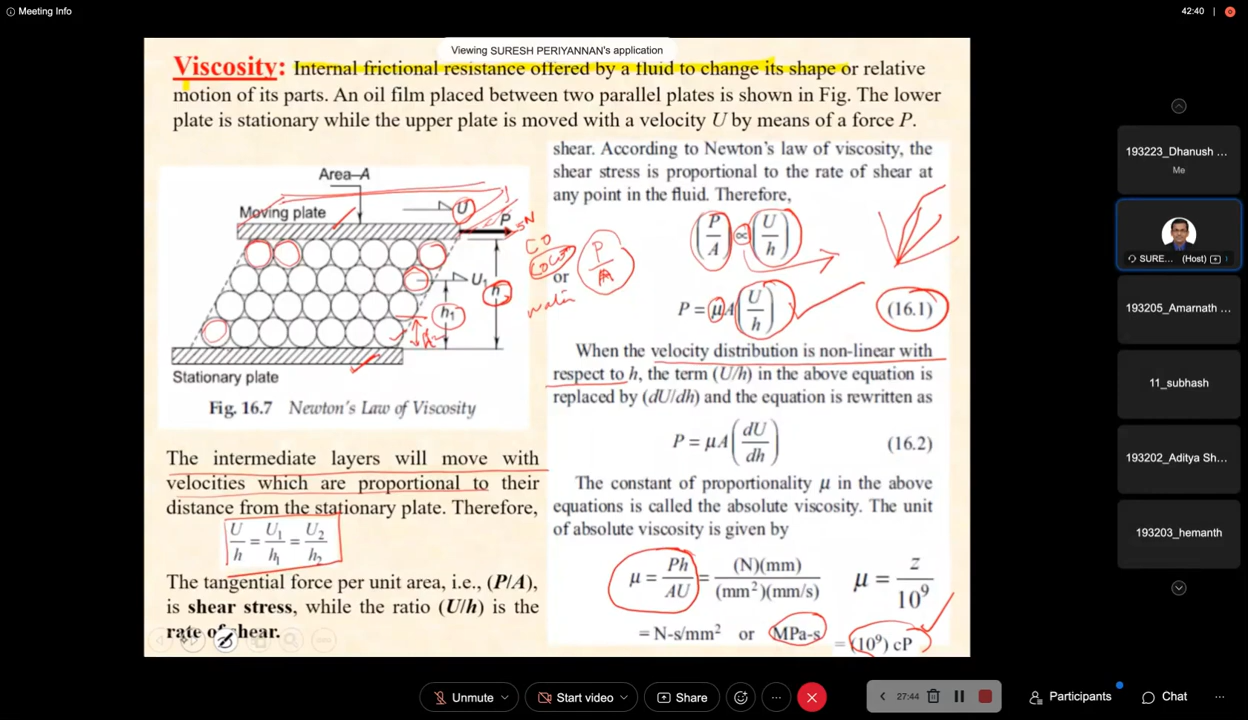 Meeting Info
42:40
Viewing SURESH PERIYANNAN's application
Viscosity: Internal frictional resistance offered by a fluid to change its shape or relative
motion of its parts. An oil film placed between two parallel plates is shown in Fig. The lower
plate is stationary while the upper plate is moved with a velocity U by means of a force P.
Area–A
Moving plate
U
P
5N
U₁
h
h₁
Stationary plate
Fig. 16.7 Newton's Law of Viscosity
or
water
P/A
The intermediate layers will move with
velocities which are proportional to their
distance from the stationary plate. Therefore,
U/h = U₁/h₁ = U₂/h₂
The tangential force per unit area, i.e., (P/A),
is shear stress, while the ratio (U/h) is the
rate of shear.
shear. According to Newton's law of viscosity, the
shear stress is proportional to the rate of shear at
any point in the fluid. Therefore,
(P/A) ∝ (U/h)
P = μA(U/h) (16.1)
When the velocity distribution is non-linear with
respect to h, the term (U/h) in the above equation is
replaced by (dU/dh) and the equation is rewritten as
P = μA(dU/dh) (16.2)
The constant of proportionality μ in the above
equations is called the absolute viscosity. The unit
of absolute viscosity is given by
μ = Ph/AU = (N)(mm)/(mm²)(mm/s) μ = z/10⁹
= N-s/mm² or MPa-s = (10⁹) cP
193223_Dhanush ...
Me
SURE... (Host)
193205_Amarnath ...
11_subhash
193202_Aditya Sh...
193203_hemanth
Unmute
Start video
Share
27:44
Participants
Chat